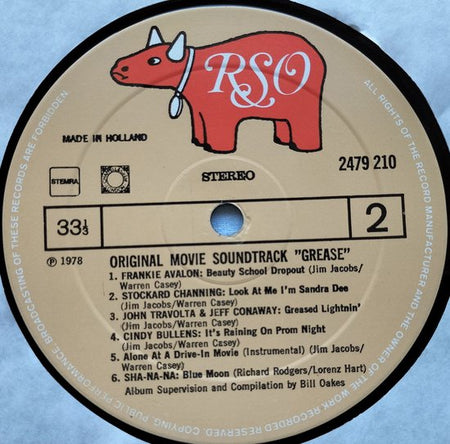 RSO
MADE IN HOLLAND
STEMRA
STEREO
2479 210
33⅓
2
℗ 1978
ORIGINAL MOVIE SOUNDTRACK "GREASE"
1. FRANKIE AVALON: Beauty School Dropout (Jim Jacobs/
Warren Casey)
2. STOCKARD CHANNING: Look At Me I'm Sandra Dee
(Jim Jacobs/Warren Casey)
3. JOHN TRAVOLTA & JEFF CONAWAY: Greased Lightnin'
(Jim Jacobs/Warren Casey)
4. CINDY BULLENS: It's Raining On Prom Night
(Jim Jacobs/Warren Casey)
5. Alone At A Drive-In Movie (Instrumental) (Jim Jacobs/
Warren Casey)
6. SHA-NA-NA: Blue Moon (Richard Rodgers/Lorenz Hart)
Album Supervision and Compilation by Bill Oakes
ALL RIGHTS OF THE RECORD MANUFACTURER AND THE OWNER OF THE WORK RECORDED RESERVED. COPYING, PUBLIC PERFORMANCE, BROADCASTING OF THESE RECORDS ARE FORBIDDEN